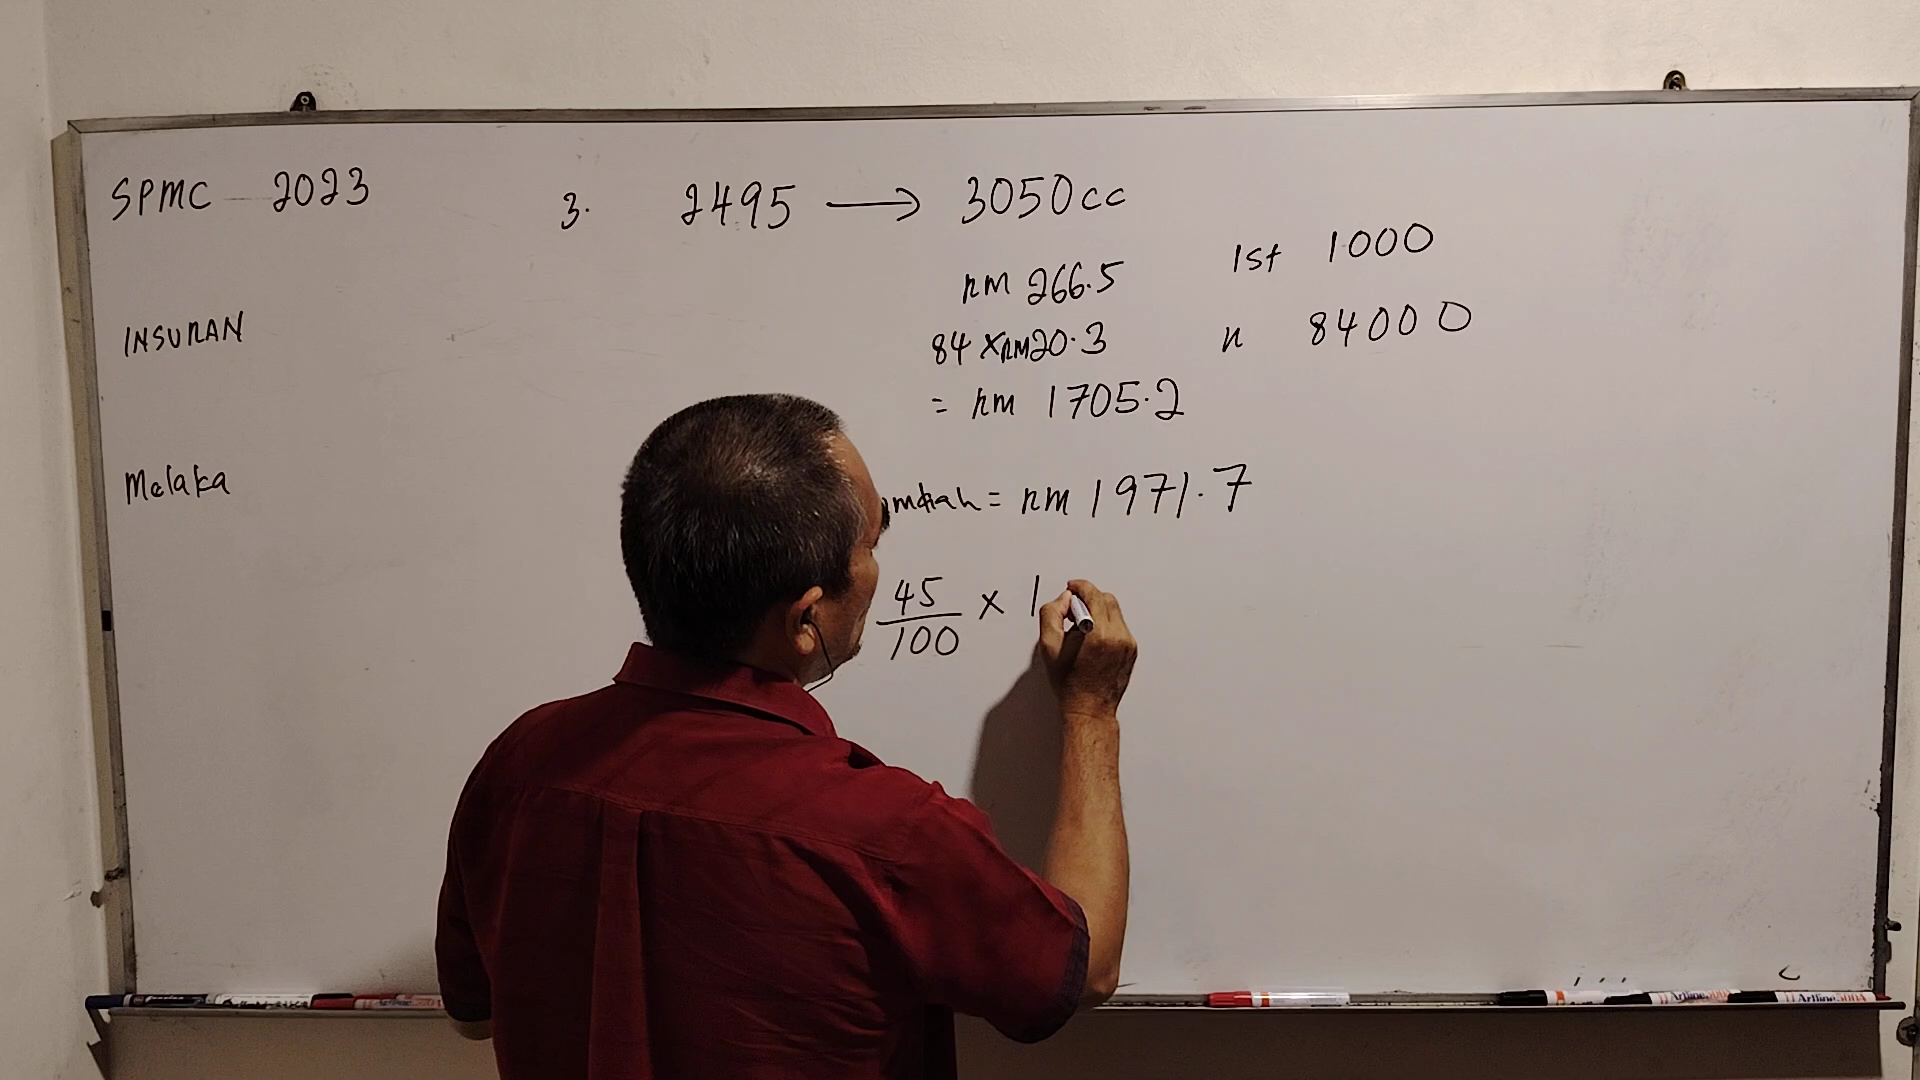 SPMC 2023
INSURAN
Melaka
3. 2495 → 3050cc
RM 266.5
84 × RM20.3
= RM 1705.2
1st 1000
84000
= RM 1971.7
45/100 × 1